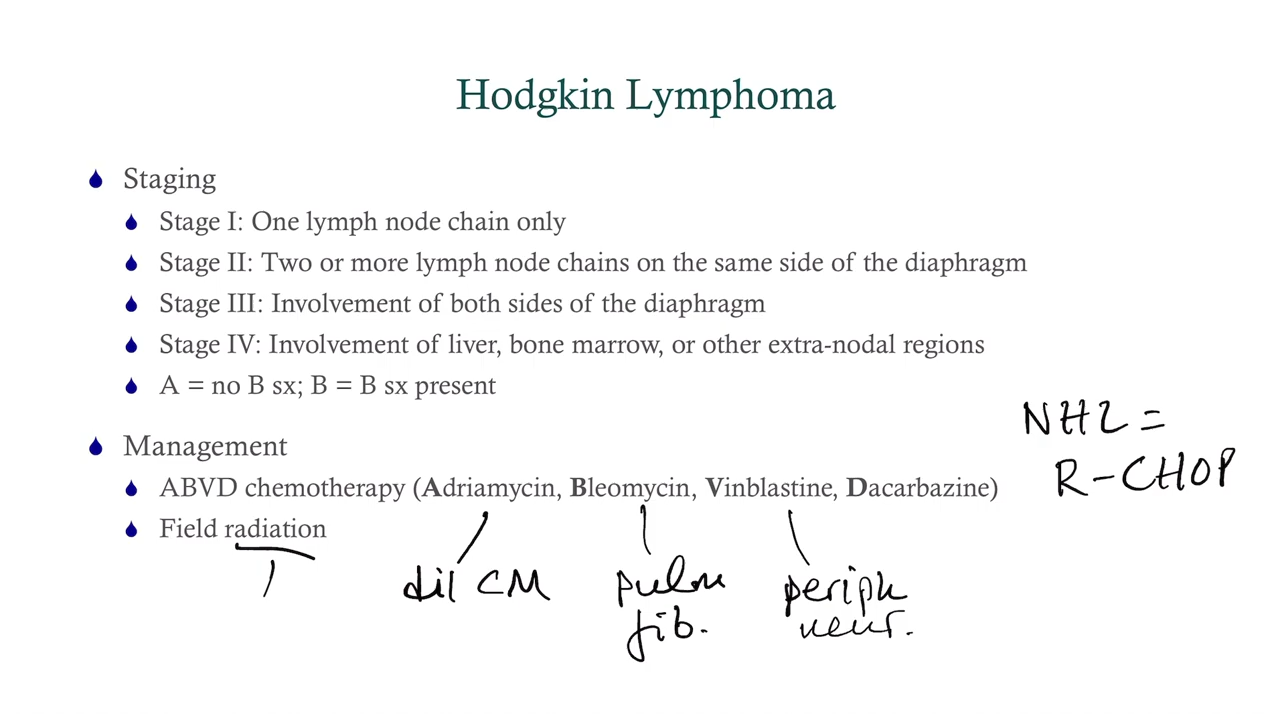 Hodgkin Lymphoma
Staging
Stage I: One lymph node chain only
Stage II: Two or more lymph node chains on the same side of the diaphragm
Stage III: Involvement of both sides of the diaphragm
Stage IV: Involvement of liver, bone marrow, or other extra-nodal regions
A = no B sx; B = B sx present
Management
ABVD chemotherapy (Adriamycin, Bleomycin, Vinblastine, Dacarbazine)
Field radiation
NHL =
R-CHOP
dil CM
pulm
fib.
periph
neur.